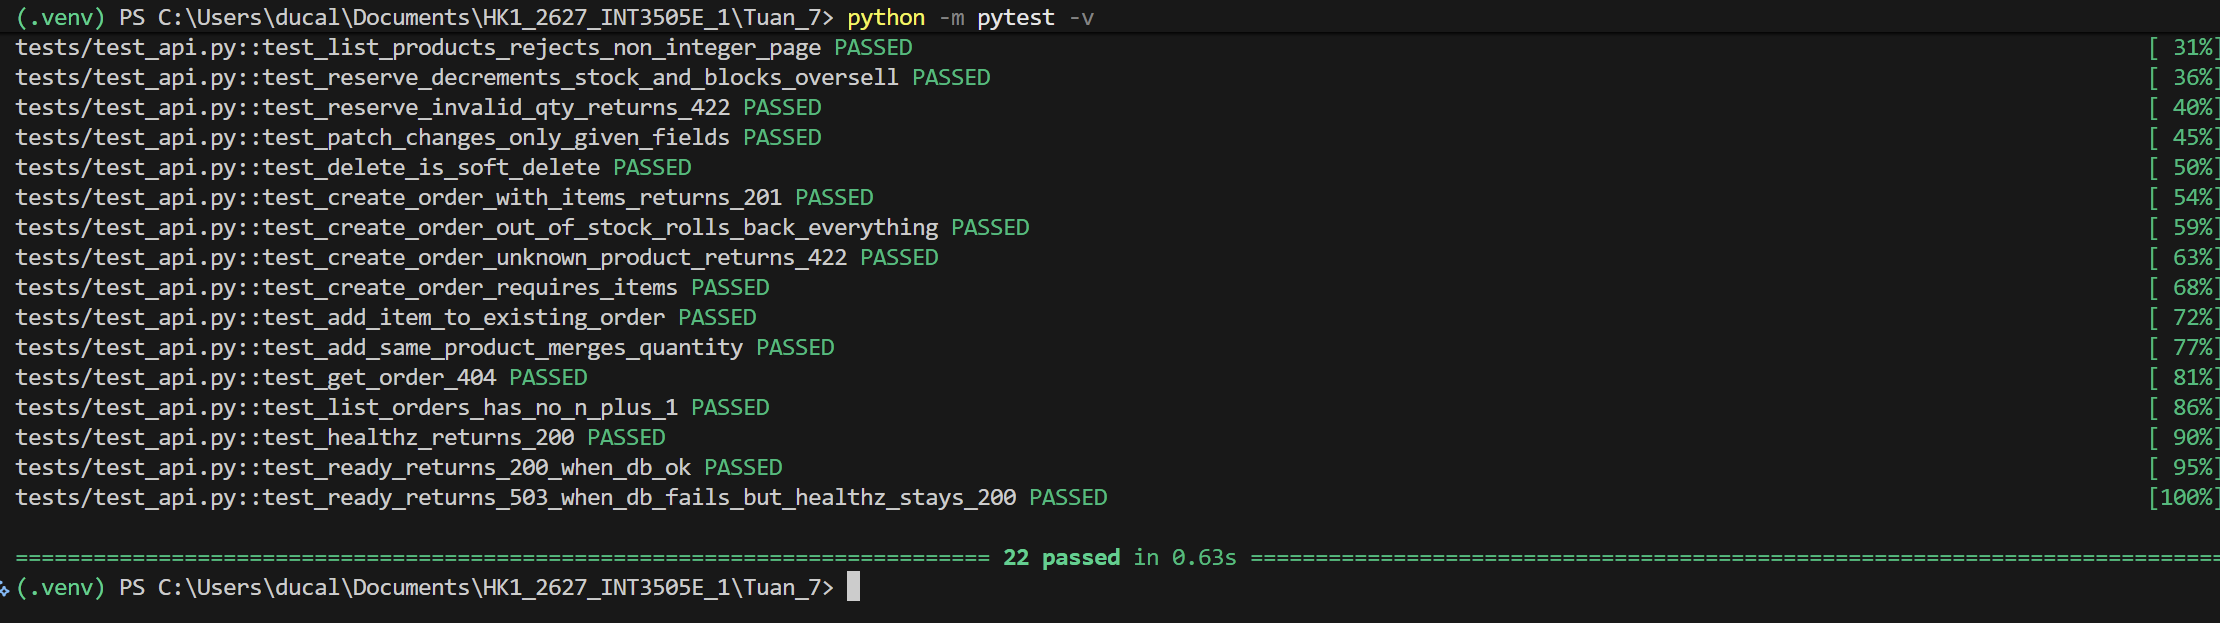 (.venv) PS C:\Users\ducal\Documents\HK1_2627_INT3505E_1\Tuan_7> python -m pytest -v
tests/test_api.py::test_list_products_rejects_non_integer_page PASSED [ 31%]
tests/test_api.py::test_reserve_decrements_stock_and_blocks_oversell PASSED [ 36%]
tests/test_api.py::test_reserve_invalid_qty_returns_422 PASSED [ 40%]
tests/test_api.py::test_patch_changes_only_given_fields PASSED [ 45%]
tests/test_api.py::test_delete_is_soft_delete PASSED [ 50%]
tests/test_api.py::test_create_order_with_items_returns_201 PASSED [ 54%]
tests/test_api.py::test_create_order_out_of_stock_rolls_back_everything PASSED [ 59%]
tests/test_api.py::test_create_order_unknown_product_returns_422 PASSED [ 63%]
tests/test_api.py::test_create_order_requires_items PASSED [ 68%]
tests/test_api.py::test_add_item_to_existing_order PASSED [ 72%]
tests/test_api.py::test_add_same_product_merges_quantity PASSED [ 77%]
tests/test_api.py::test_get_order_404 PASSED [ 81%]
tests/test_api.py::test_list_orders_has_no_n_plus_1 PASSED [ 86%]
tests/test_api.py::test_healthz_returns_200 PASSED [ 90%]
tests/test_api.py::test_ready_returns_200_when_db_ok PASSED [ 95%]
tests/test_api.py::test_ready_returns_503_when_db_fails_but_healthz_stays_200 PASSED [100%]
=========================================================================== 22 passed in 0.63s ===========================================================================
(.venv) PS C:\Users\ducal\Documents\HK1_2627_INT3505E_1\Tuan_7>